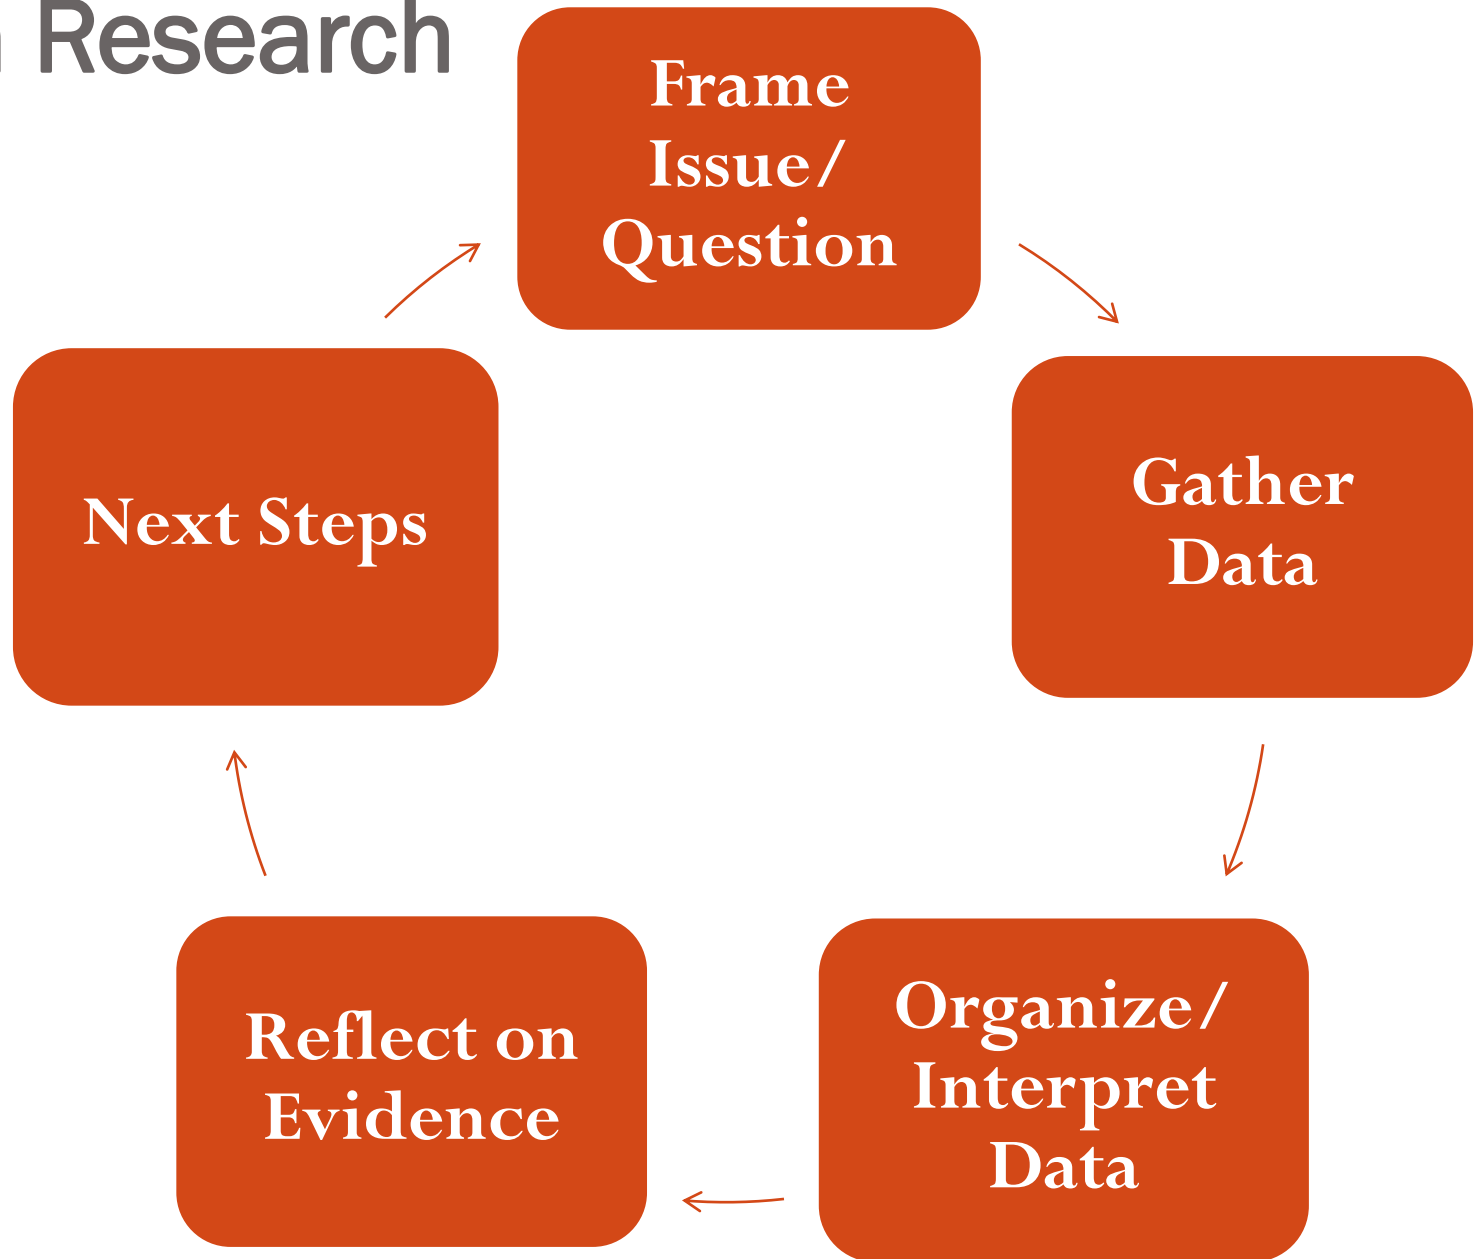 Research
Frame
Issue/
Question
Gather
Data
Organize/
Interpret
Data
Reflect on
Evidence
Next Steps